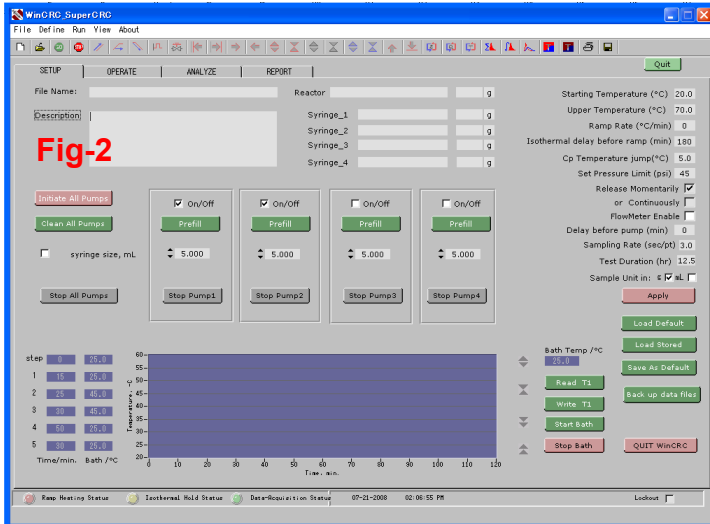 WinCRC_SuperCRC
File Define Run View About
Quit
SETUP OPERATE ANALYZE REPORT
File Name:
Reactor g
Starting Temperature (°C) 20.0
Description
Syringe_1 g
Upper Temperature (°C) 70.0
Syringe_2 g
Ramp Rate (°C/min) 0
Fig-2
Syringe_3 g
Isothermal delay before ramp (min) 180
Syringe_4 g
Cp Temperature jump(°C) 5.0
Set Pressure Limit (psi) 45
Release Momentarily
or Continuously
FlowMeter Enable
Delay before pump (min) 0
Sampling Rate (sec/pt) 3.0
Test Duration (hr) 12.5
Sample Unit in: g mL
Initiate All Pumps
On/Off On/Off On/Off On/Off
Clean All Pumps
Prefill Prefill Prefill Prefill
syringe size, mL 5.000 5.000 5.000 5.000
Stop All Pumps Stop Pump1 Stop Pump2 Stop Pump3 Stop Pump4
Apply
Load Default
Load Stored
Save As Default
Back up data files
QUIT WinCRC
step 0 25.0
1 15 25.0
2 25 45.0
3 30 45.0
4 50 25.0
5 30 25.0
Time/min. Bath /°C
Temperature, °C
60
55
50
45
40
35
30
25
20
0 10 20 30 40 50 60 70 80 90 100 110 120
Time, min.
Bath Temp /°C
25.0
Read T1
Write T1
Start Bath
Stop Bath
Ramp Heating Status Isothermal Hold Status Data-Acquisition Status 07-21-2008 02:06:55 PM Lockout